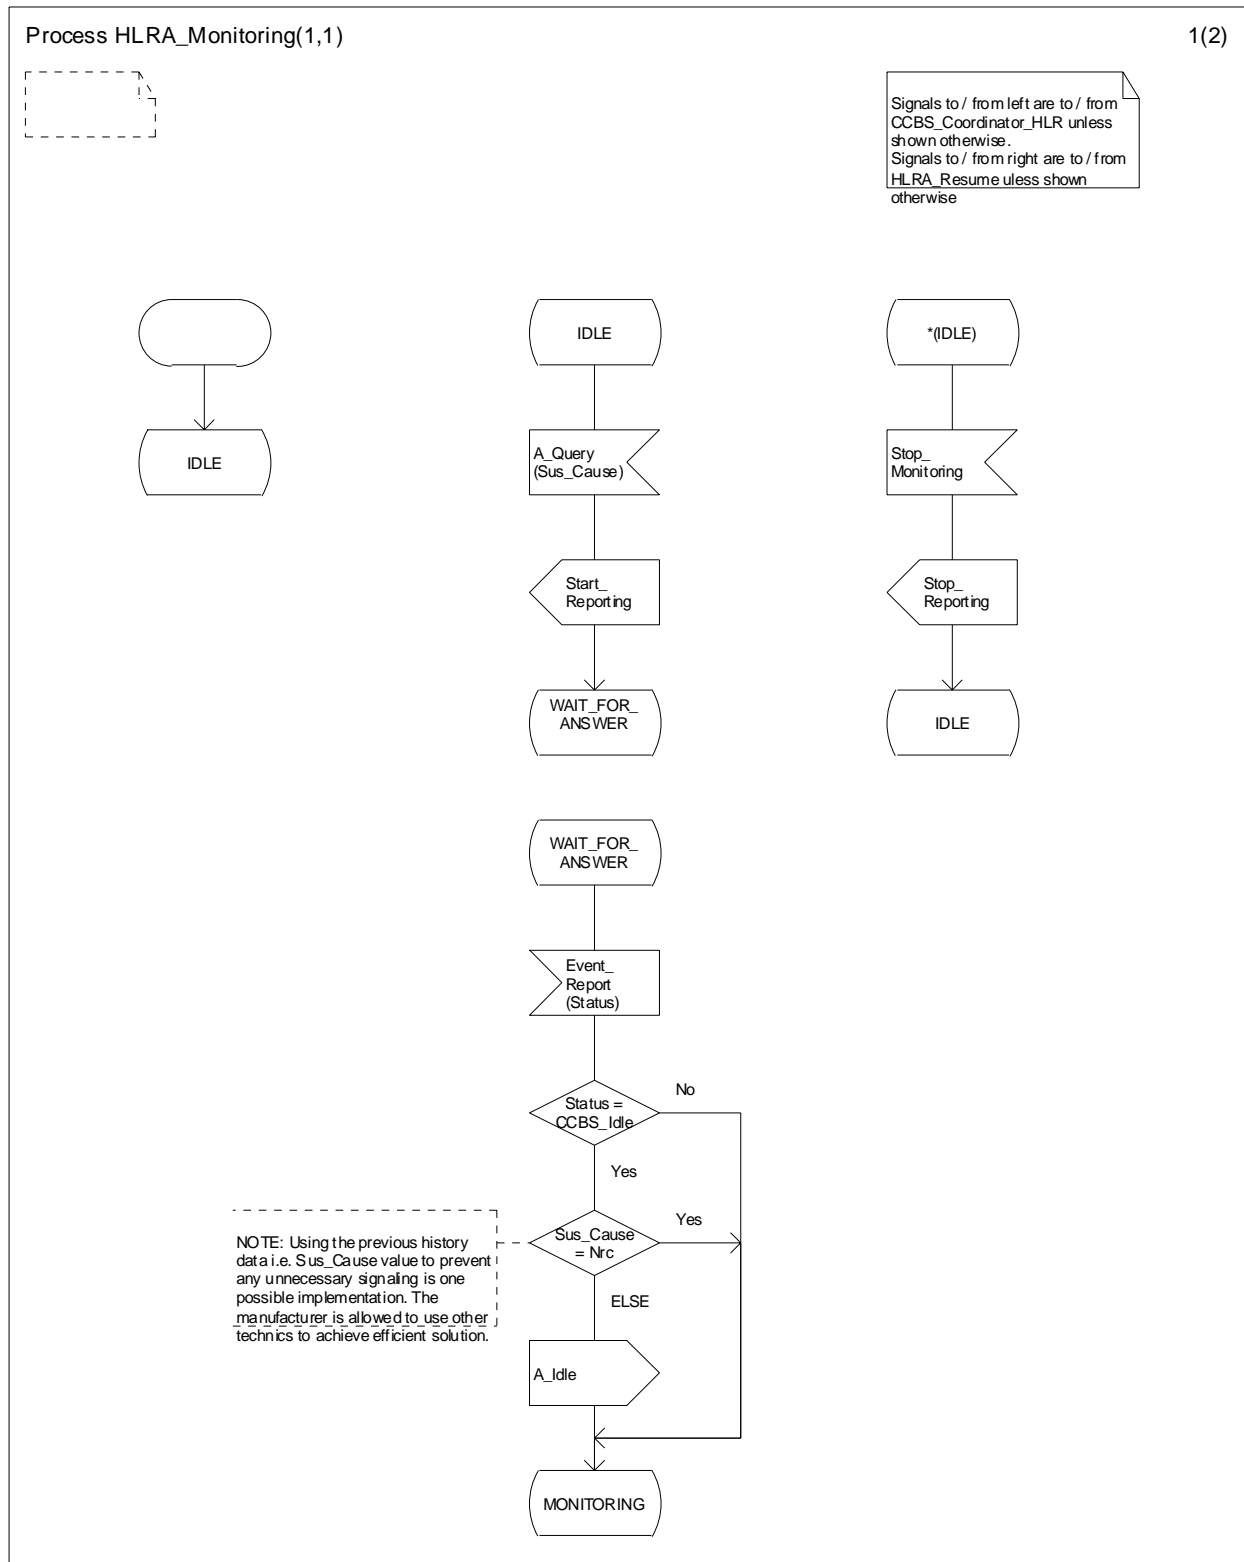 Process HLRA_Monitoring(1,1)
1(2)
Signals to / from left are to / from
CCBS_Coordinator_HLR unless
shown otherwise.
Signals to / from right are to / from
HLRA_Resume uless shown
otherwise
IDLE
*(IDLE)
IDLE
A_Query
(Sus_Cause)
Stop_
Monitoring
Start_
Reporting
Stop_
Reporting
WAIT_FOR_
ANSWER
IDLE
WAIT_FOR_
ANSWER
Event_
Report
(Status)
Status =
CCBS_Idle
No
Yes
Sus_Cause
= Nrc
Yes
NOTE: Using the previous history
data i.e. Sus_Cause value to prevent
any unnecessary signaling is one
possible implementation. The
manufacturer is allowed to use other
technics to achieve efficient solution.
ELSE
A_Idle
MONITORING